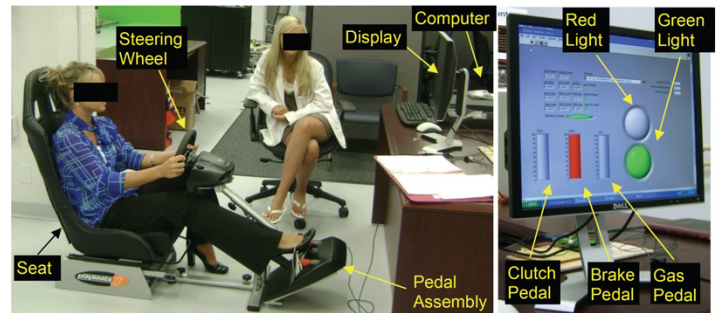 Steering
Wheel
Display
Computer
Seat
playseats
Pedal
Assembly
Red
Light
Green
Light
DELL
Clutch
Pedal
Brake
Pedal
Gas
Pedal